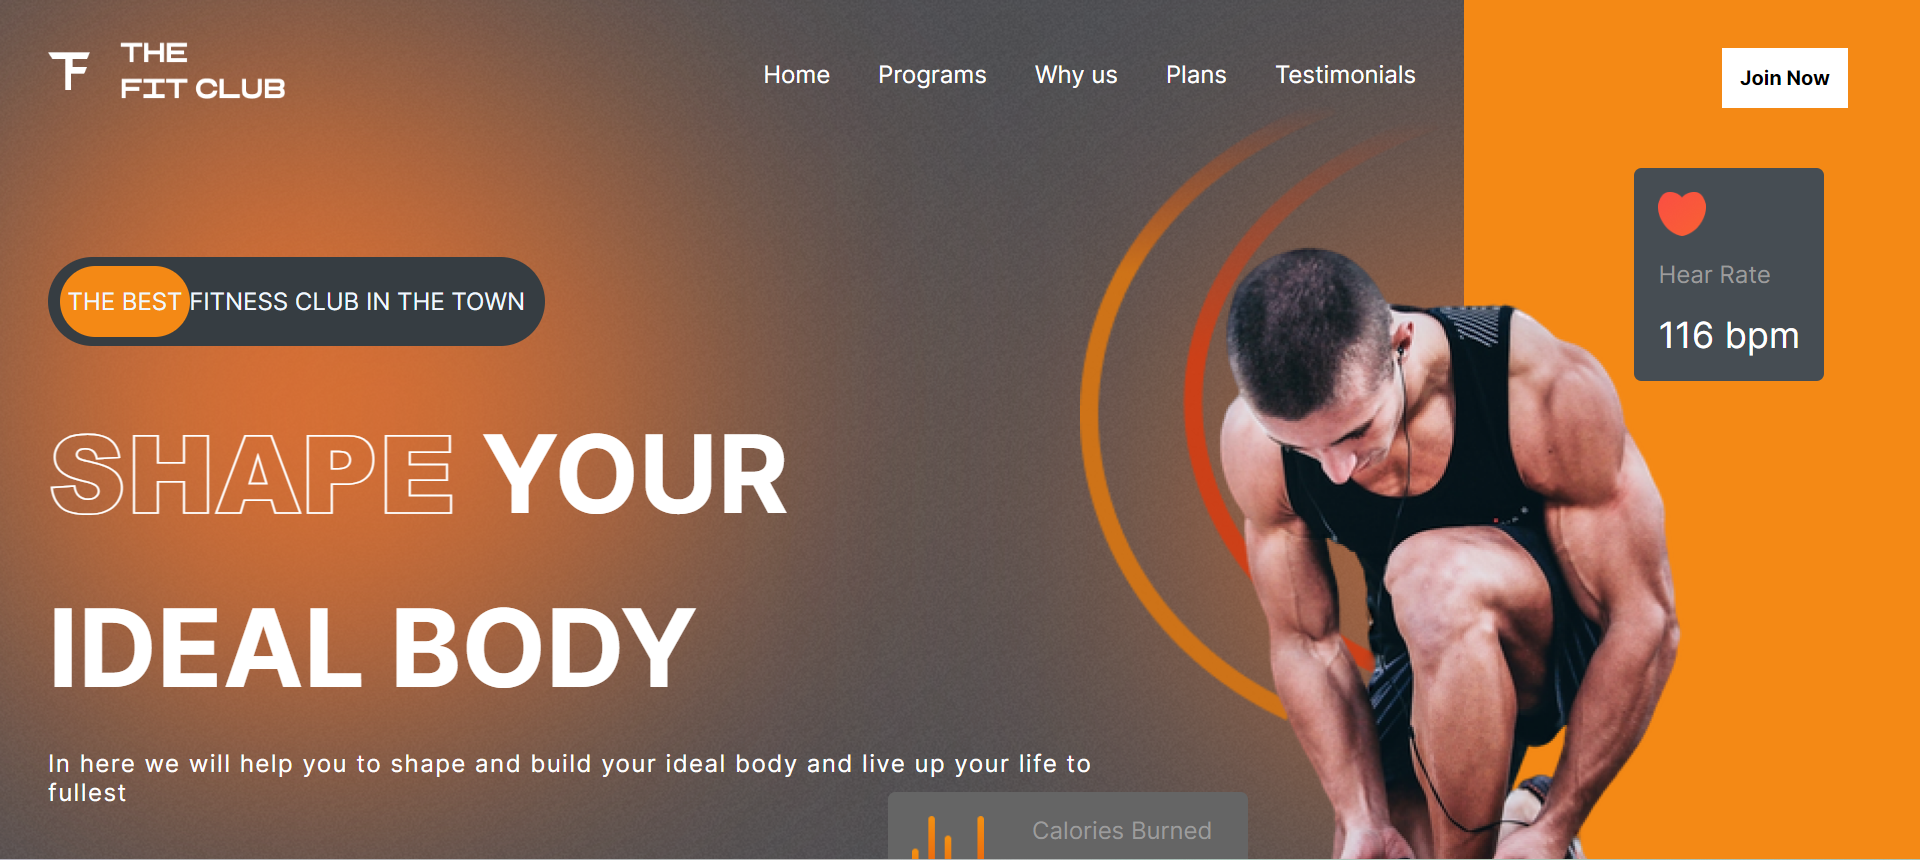 THE
FIT CLUB
Home Programs Why us Plans Testimonials
Join Now
Hear Rate
116 bpm
THE BEST FITNESS CLUB IN THE TOWN
SHAPE YOUR
IDEAL BODY
In here we will help you to shape and build your ideal body and live up your life to
fullest
Calories Burned